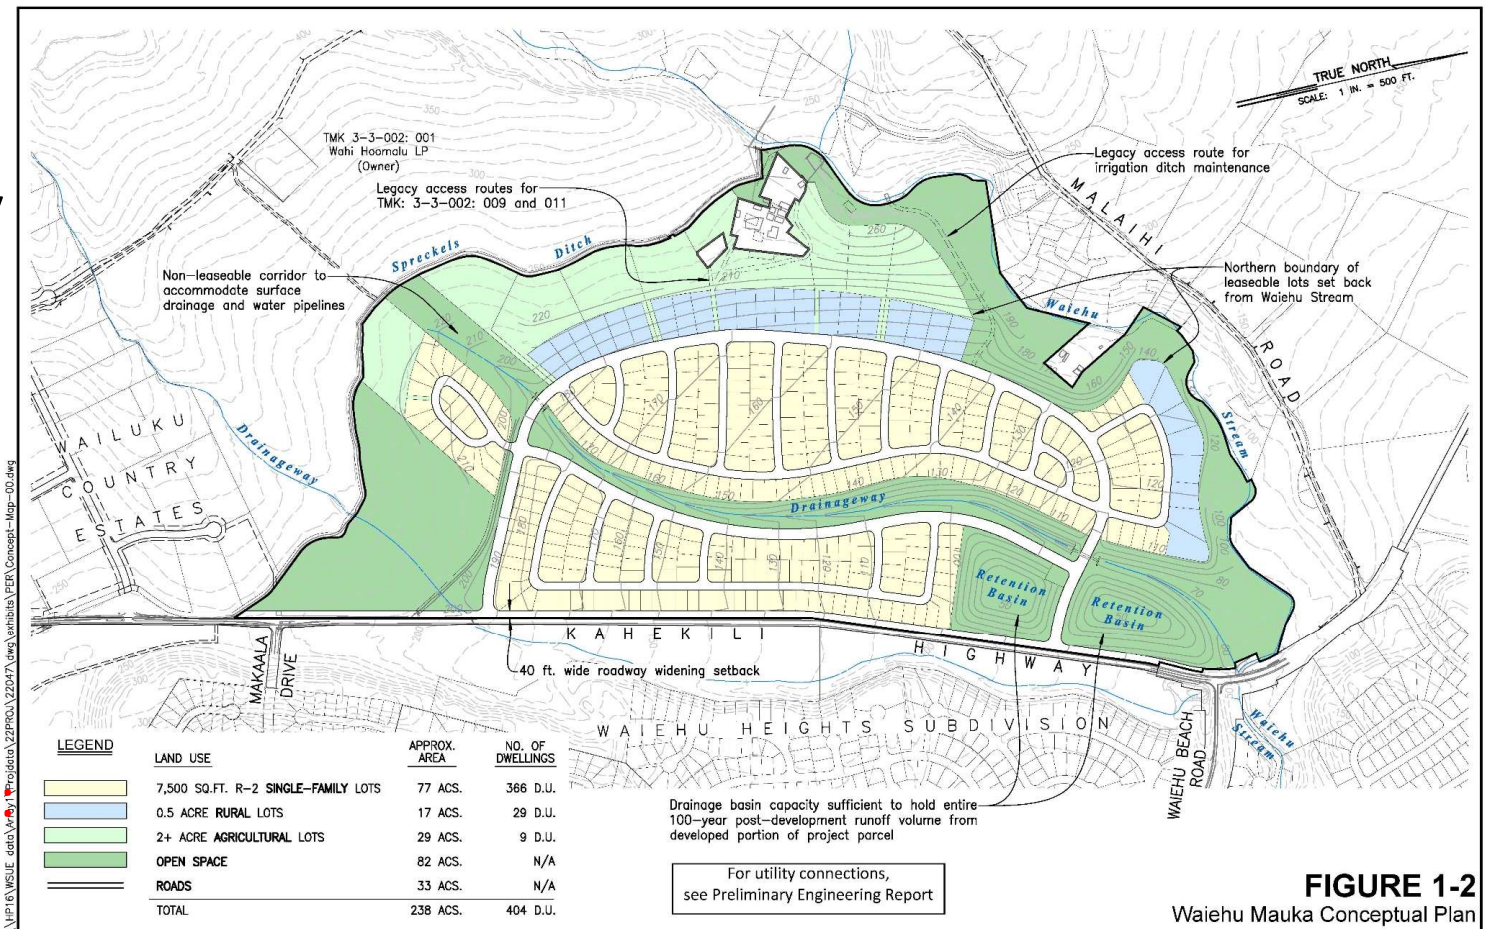 TRUE NORTH
SCALE: 1 IN. = 500 FT.
TMK 3-3-002: 001
Wahi Hoomalu LP
(Owner)
Legacy access routes for
TMK: 3-3-002: 009 and 011
Legacy access route for
irrigation ditch maintenance
MALAIHI
ROAD
Spreckels
Ditch
Non-leaseable corridor to
accommodate surface
drainage and water pipelines
Northern boundary of
leaseable lots set back
from Waiehu Stream
Waiehu
Stream
WAILUKU
COUNTRY
ESTATES
Drainageway
Drainageway
Retention
Basin
Retention
Basin
KAHEKILI
HIGHWAY
MAKAALA
DRIVE
40 ft. wide roadway widening setback
WAIEHU HEIGHTS SUBDIVISION
WAIEHU BEACH
ROAD
Waiehu
Stream
LEGEND
LAND USE APPROX. AREA NO. OF DWELLINGS
7,500 SQ.FT. R-2 SINGLE-FAMILY LOTS 77 ACS. 366 D.U.
0.5 ACRE RURAL LOTS 17 ACS. 29 D.U.
2+ ACRE AGRICULTURAL LOTS 29 ACS. 9 D.U.
OPEN SPACE 82 ACS. N/A
ROADS 33 ACS. N/A
TOTAL 238 ACS. 404 D.U.
Drainage basin capacity sufficient to hold entire
100-year post-development runoff volume from
developed portion of project parcel
For utility connections,
see Preliminary Engineering Report
FIGURE 1-2
Waiehu Mauka Conceptual Plan